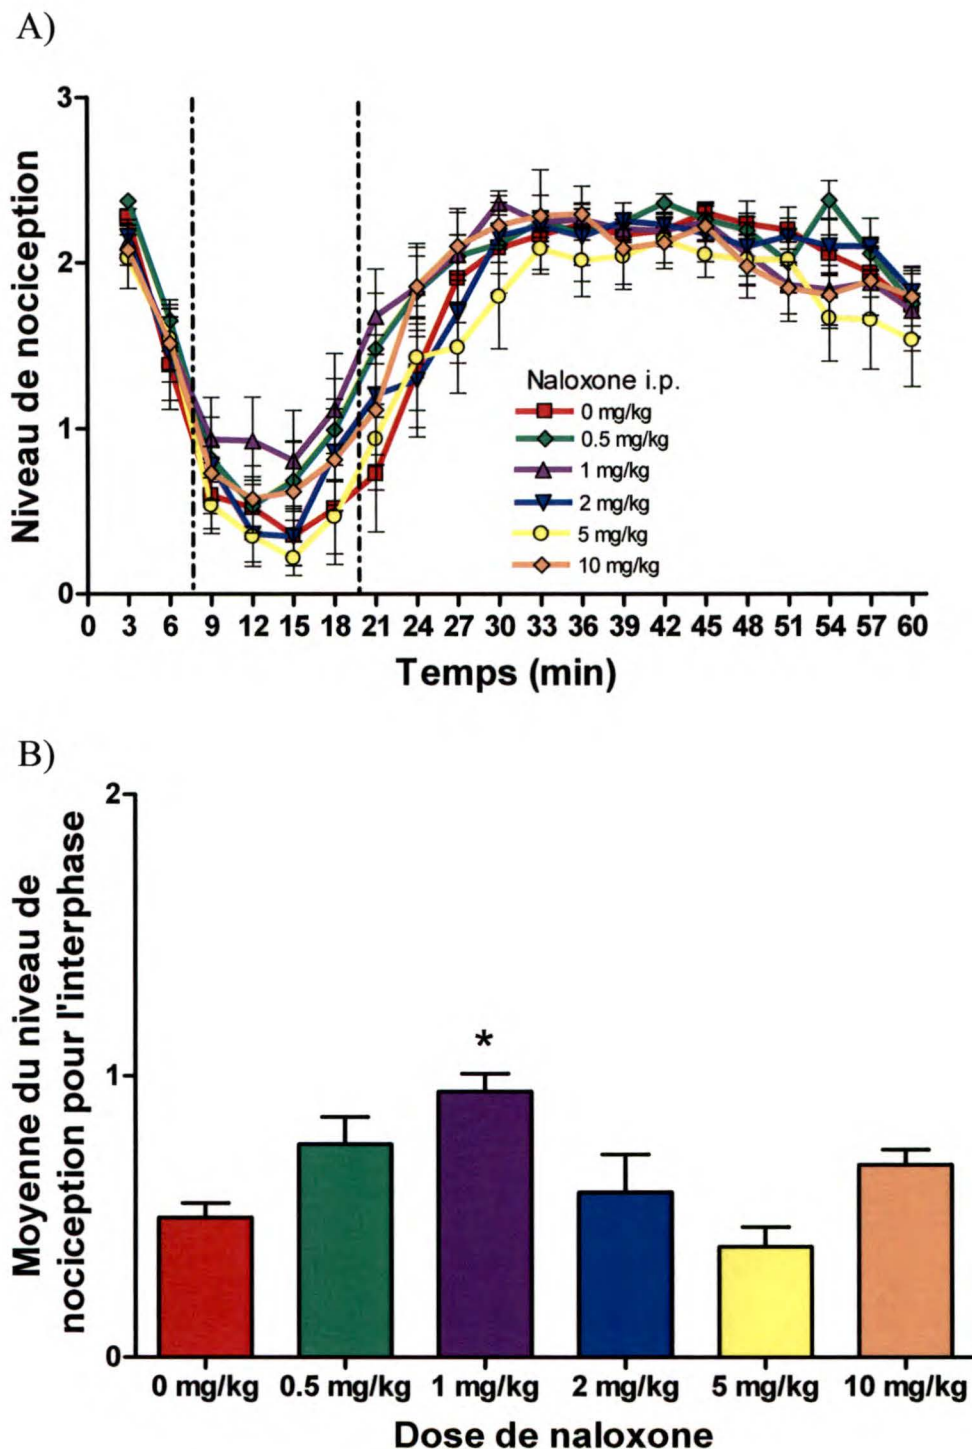 A)
3
2
1
0
Niveau de nociception
Naloxone i.p.
0 mg/kg
0.5 mg/kg
1 mg/kg
2 mg/kg
5 mg/kg
10 mg/kg
0 3 6 9 12 15 18 21 24 27 30 33 36 39 42 45 48 51 54 57 60
Temps (min)
B)
2
1
0
Moyenne du niveau de
nociception pour l'interphase
*
0 mg/kg 0.5 mg/kg 1 mg/kg 2 mg/kg 5 mg/kg 10 mg/kg
Dose de naloxone